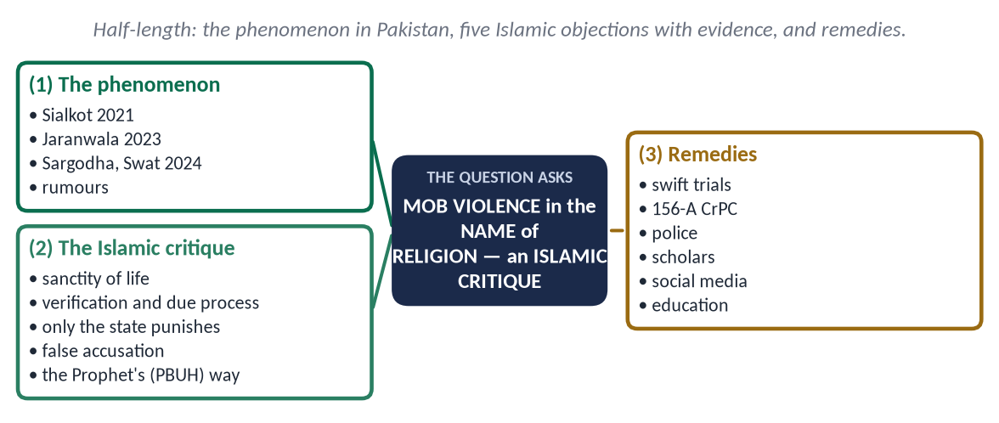 Half-length: the phenomenon in Pakistan, five Islamic objections with evidence, and remedies.
(1) The phenomenon
• Sialkot 2021
• Jaranwala 2023
• Sargodha, Swat 2024
• rumours
(2) The Islamic critique
• sanctity of life
• verification and due process
• only the state punishes
• false accusation
• the Prophet's (PBUH) way
THE QUESTION ASKS
MOB VIOLENCE in the
NAME of
RELIGION — an ISLAMIC
CRITIQUE
(3) Remedies
• swift trials
• 156-A CrPC
• police
• scholars
• social media
• education